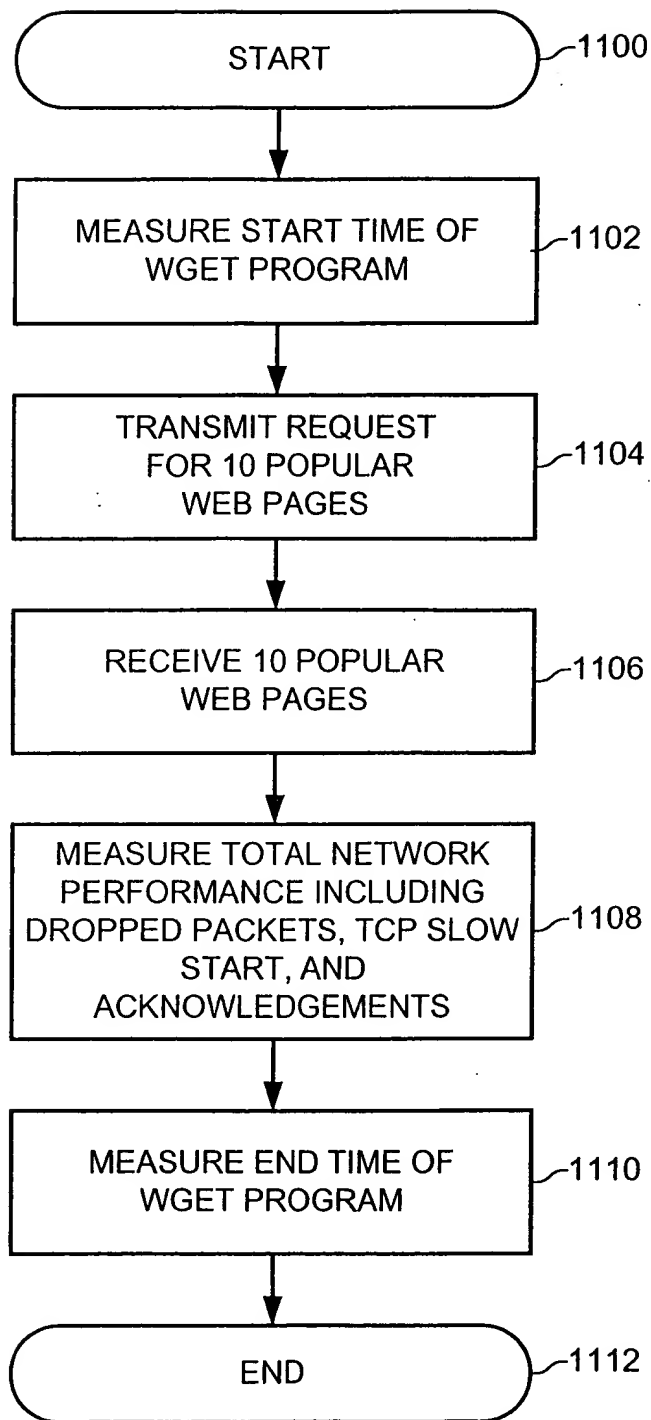 START
1100
MEASURE START TIME OF
WGET PROGRAM
1102
TRANSMIT REQUEST
FOR 10 POPULAR
WEB PAGES
1104
RECEIVE 10 POPULAR
WEB PAGES
1106
MEASURE TOTAL NETWORK
PERFORMANCE INCLUDING
DROPPED PACKETS, TCP SLOW
START, AND
ACKNOWLEDGEMENTS
1108
MEASURE END TIME OF
WGET PROGRAM
1110
END
1112